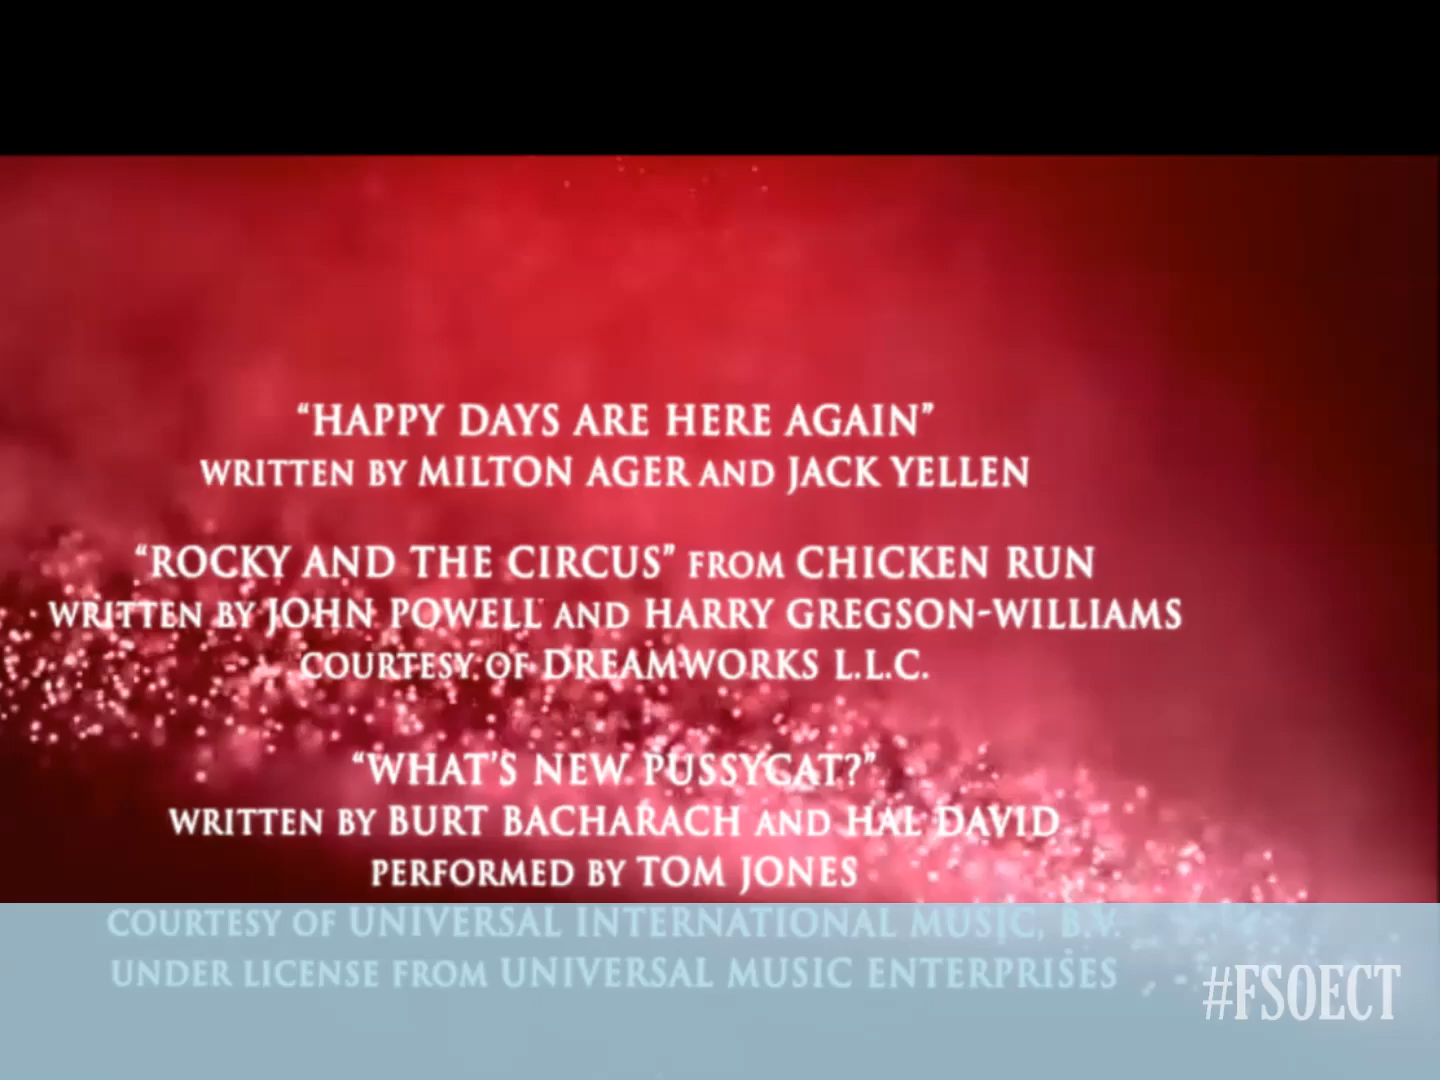 “HAPPY DAYS ARE HERE AGAIN”
WRITTEN BY MILTON AGER AND JACK YELLEN
“ROCKY AND THE CIRCUS” FROM CHICKEN RUN
WRITTEN BY JOHN POWELL AND HARRY GREGSON-WILLIAMS
COURTESY OF DREAMWORKS L.L.C.
“WHAT’S NEW PUSSYCAT?”
WRITTEN BY BURT BACHARACH AND HAL DAVID
PERFORMED BY TOM JONES
COURTESY OF UNIVERSAL INTERNATIONAL MUSIC, B.V.
UNDER LICENSE FROM UNIVERSAL MUSIC ENTERPRISES
#FSOECT